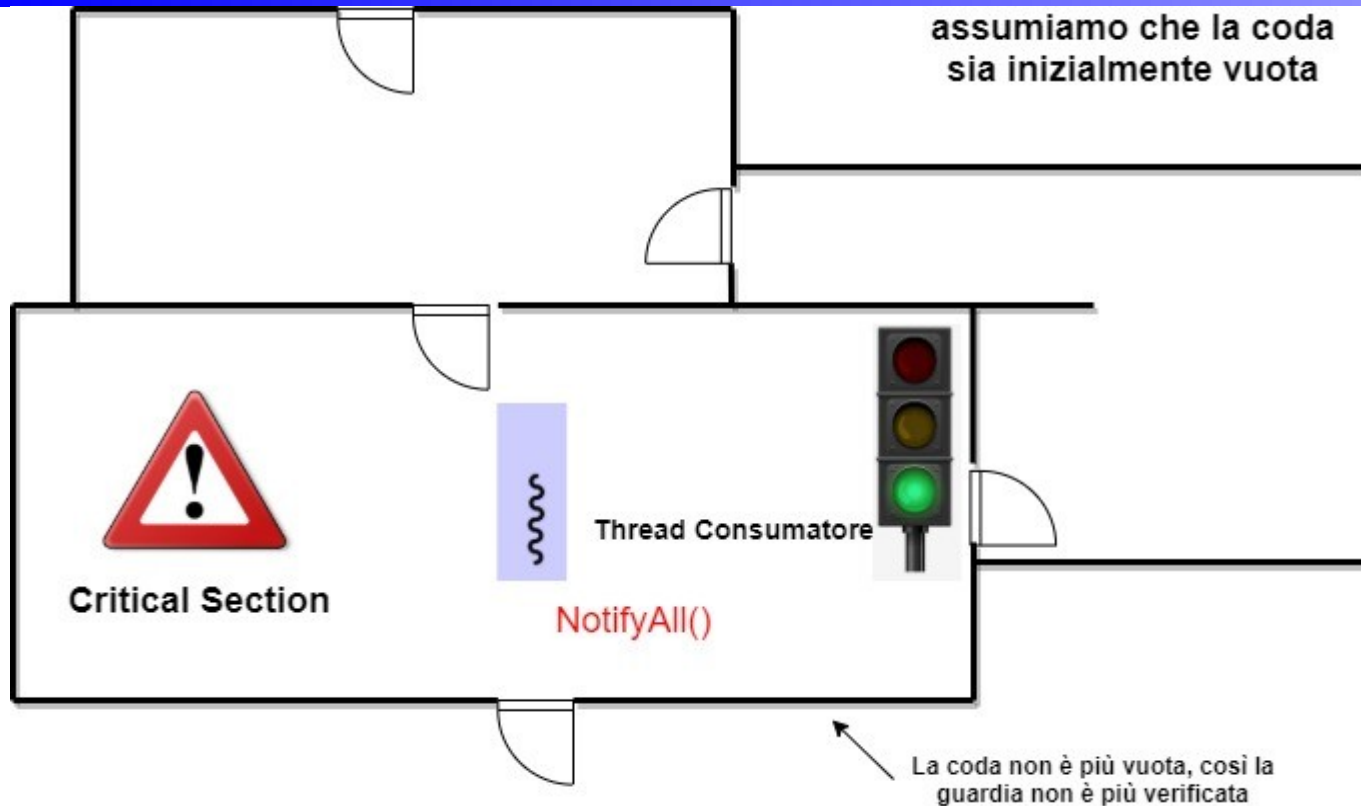 assumiamo che la coda
sia inizialmente vuota
Thread Consumatore
Critical Section
NotifyAll()
La coda non è più vuota, così la
guardia non è più verificata